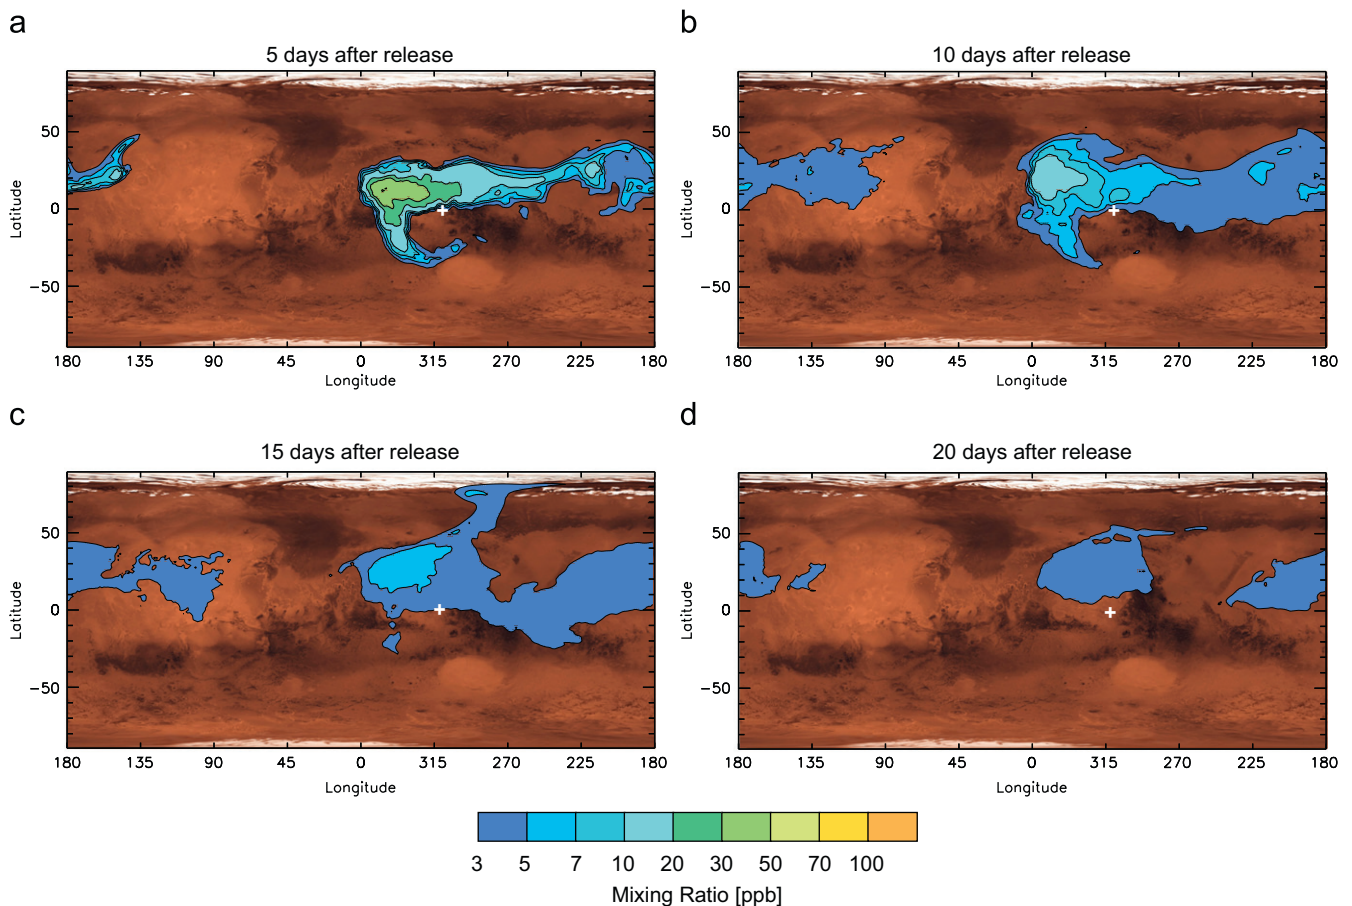 a
5 days after release
50
0
−50
Latitude
180 135 90 45 0 315 270 225 180
Longitude
b
10 days after release
50
0
−50
Latitude
180 135 90 45 0 315 270 225 180
Longitude
c
15 days after release
50
0
−50
Latitude
180 135 90 45 0 315 270 225 180
Longitude
d
20 days after release
50
0
−50
Latitude
180 135 90 45 0 315 270 225 180
Longitude
3 5 7 10 20 30 50 70 100
Mixing Ratio [ppb]